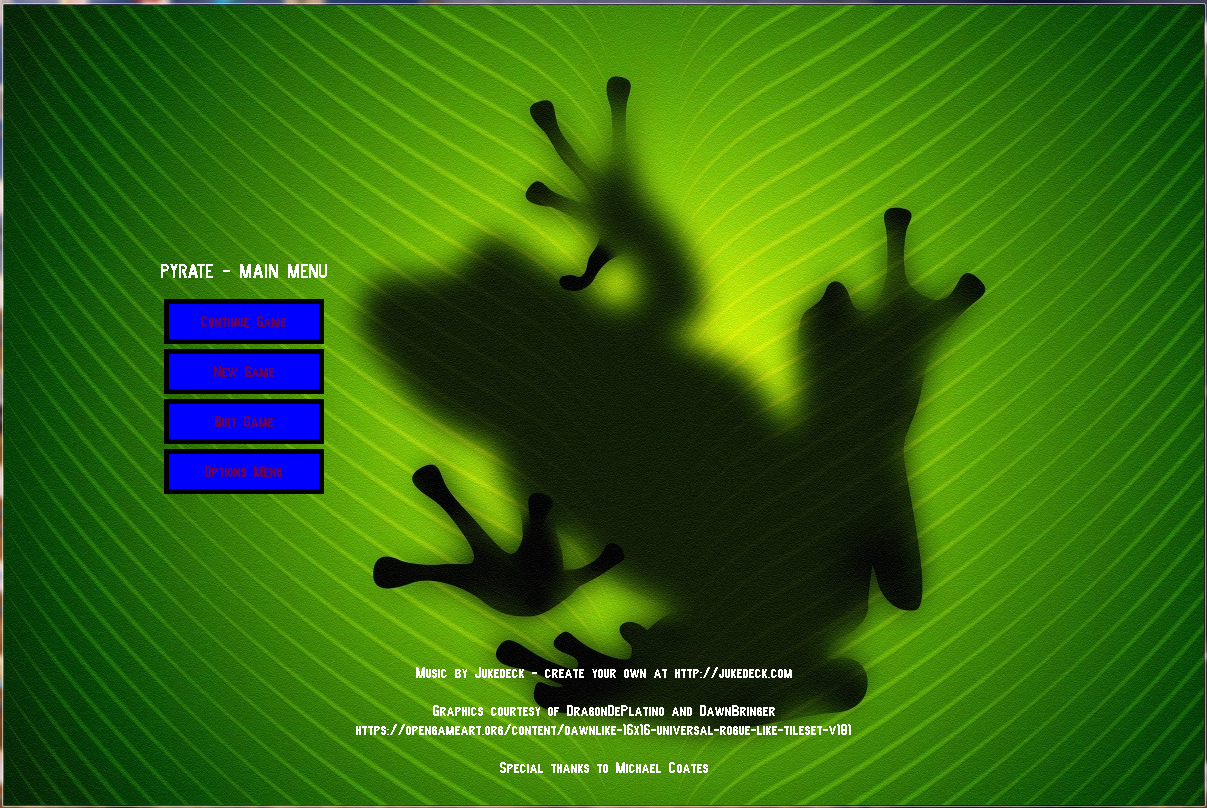 PYRATE - MAIN MENU
Continue Game
New Game
Quit Game
Options Menu
Music by Jukedeck - create your own at http://jukedeck.com
Graphics courtesy of DragonDePlatino and DawnBringer
https://opengameart.org/content/dawnlike-16x16-universal-rogue-like-tileset-v181
Special thanks to Michael Coates